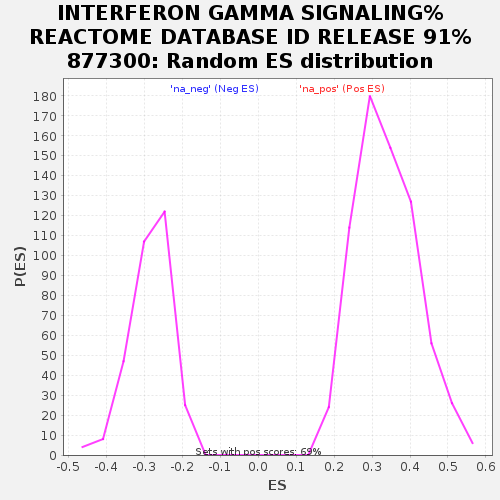 INTERFERON GAMMA SIGNALING%
REACTOME DATABASE ID RELEASE 91%
877300: Random ES distribution
'na_neg' (Neg ES) 'na_pos' (Pos ES)
180
170
160
150
140
130
120
110
100
90
80
70
60
50
40
30
20
10
0
P(ES)
Sets with pos scores: 69%
-0.5 -0.4 -0.3 -0.2 -0.1 0.0 0.1 0.2 0.3 0.4 0.5 0.6
ES